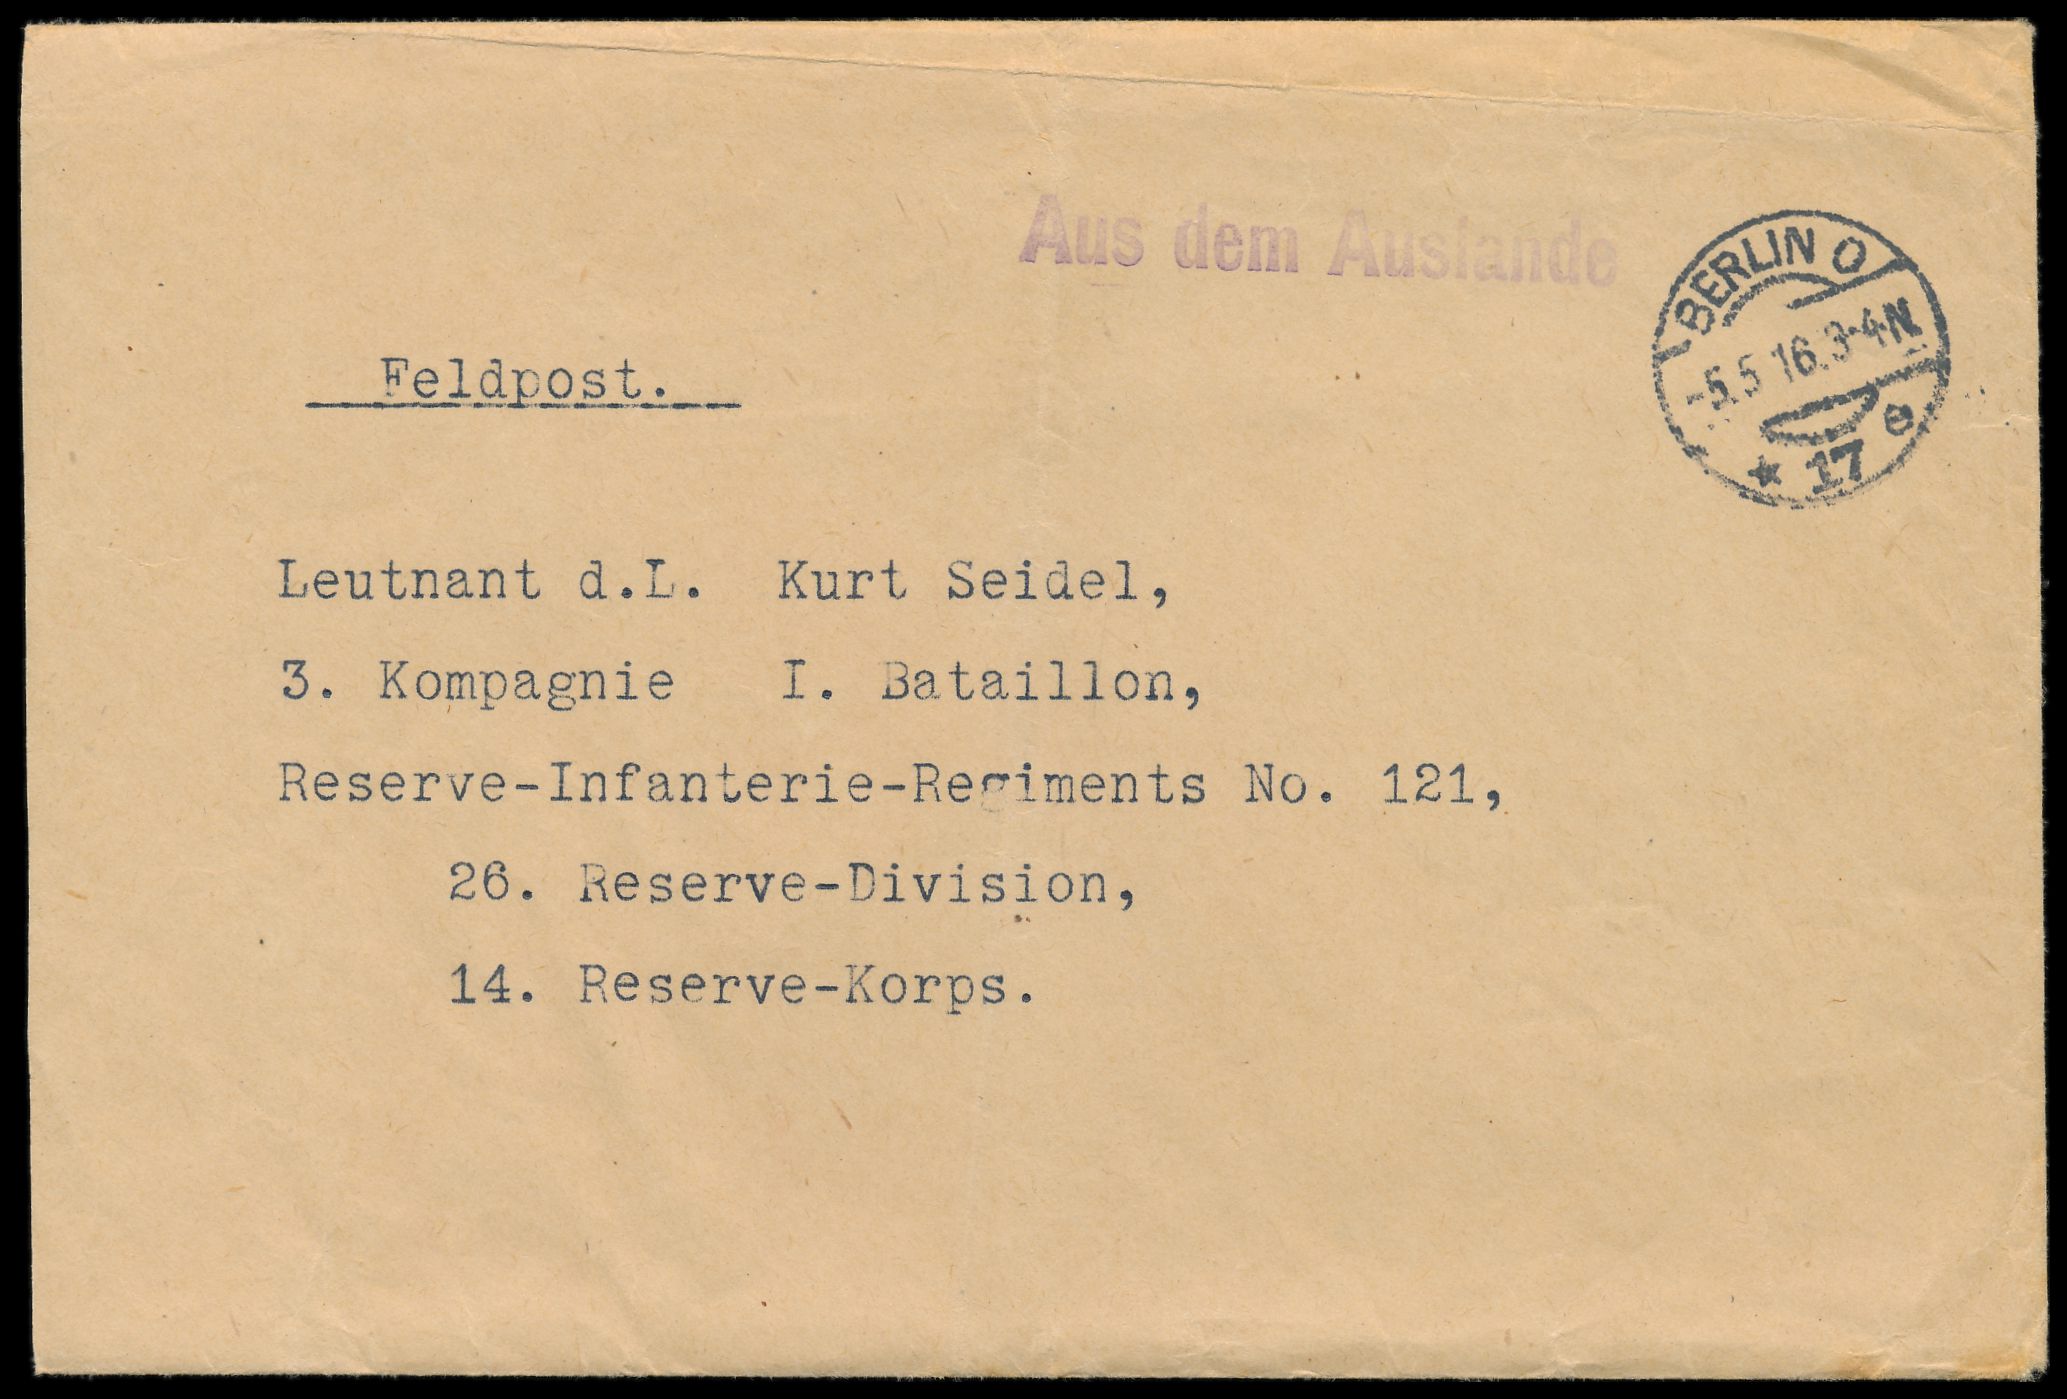 Aus dem Auslande
BERLIN O
-5.5 16.3-4.N
e
* 17
Feldpost.
Leutnant d.L. Kurt Seidel,
3. Kompagnie I. Bataillon,
Reserve-Infanterie-Regiments No. 121,
26. Reserve-Division,
14. Reserve-Korps.